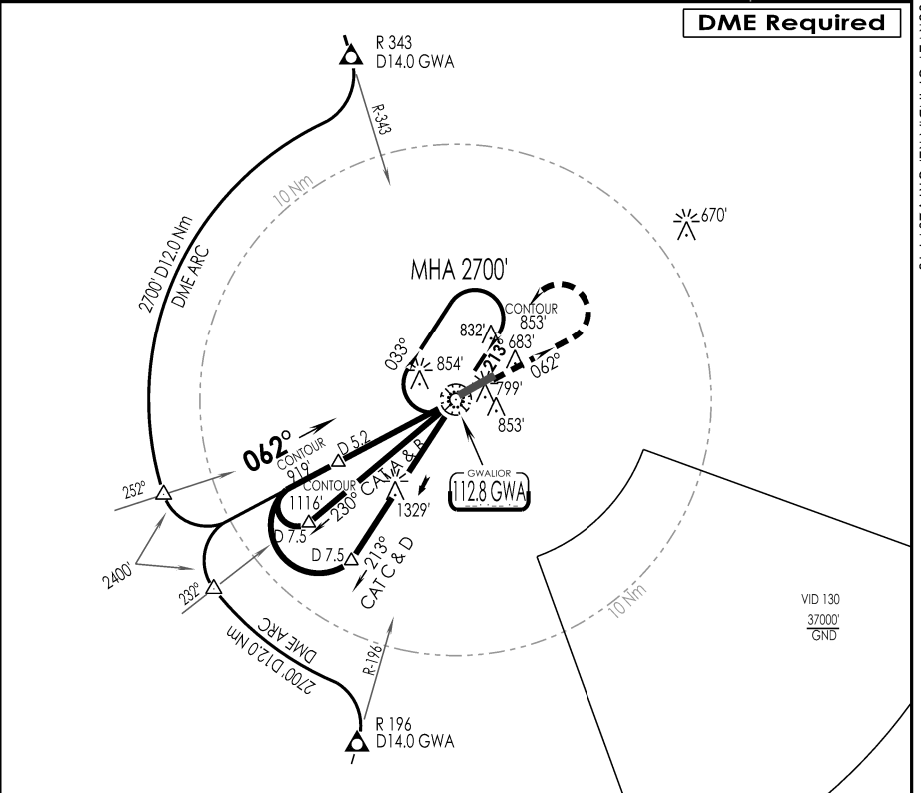 DME Required
R 343
D14.0 GWA
R-343
10 Nm
670'
2700' D12.0 Nm
DME ARC
MHA 2700'
CONTOUR
853'
832'
683'
213°
033°
854'
062°
799'
853'
062°
CONTOUR
919'
D 5.2
CAT A & B
GWALIOR
112.8 GWA
252°
CONTOUR
1116'
230°
1329'
D 7.5
D 7.5
213°
CAT C & D
2400'
232°
10 Nm
VID 130
37000'
GND
DME ARC
2700' D12.0 Nm
R-196
R 196
D14.0 GWA